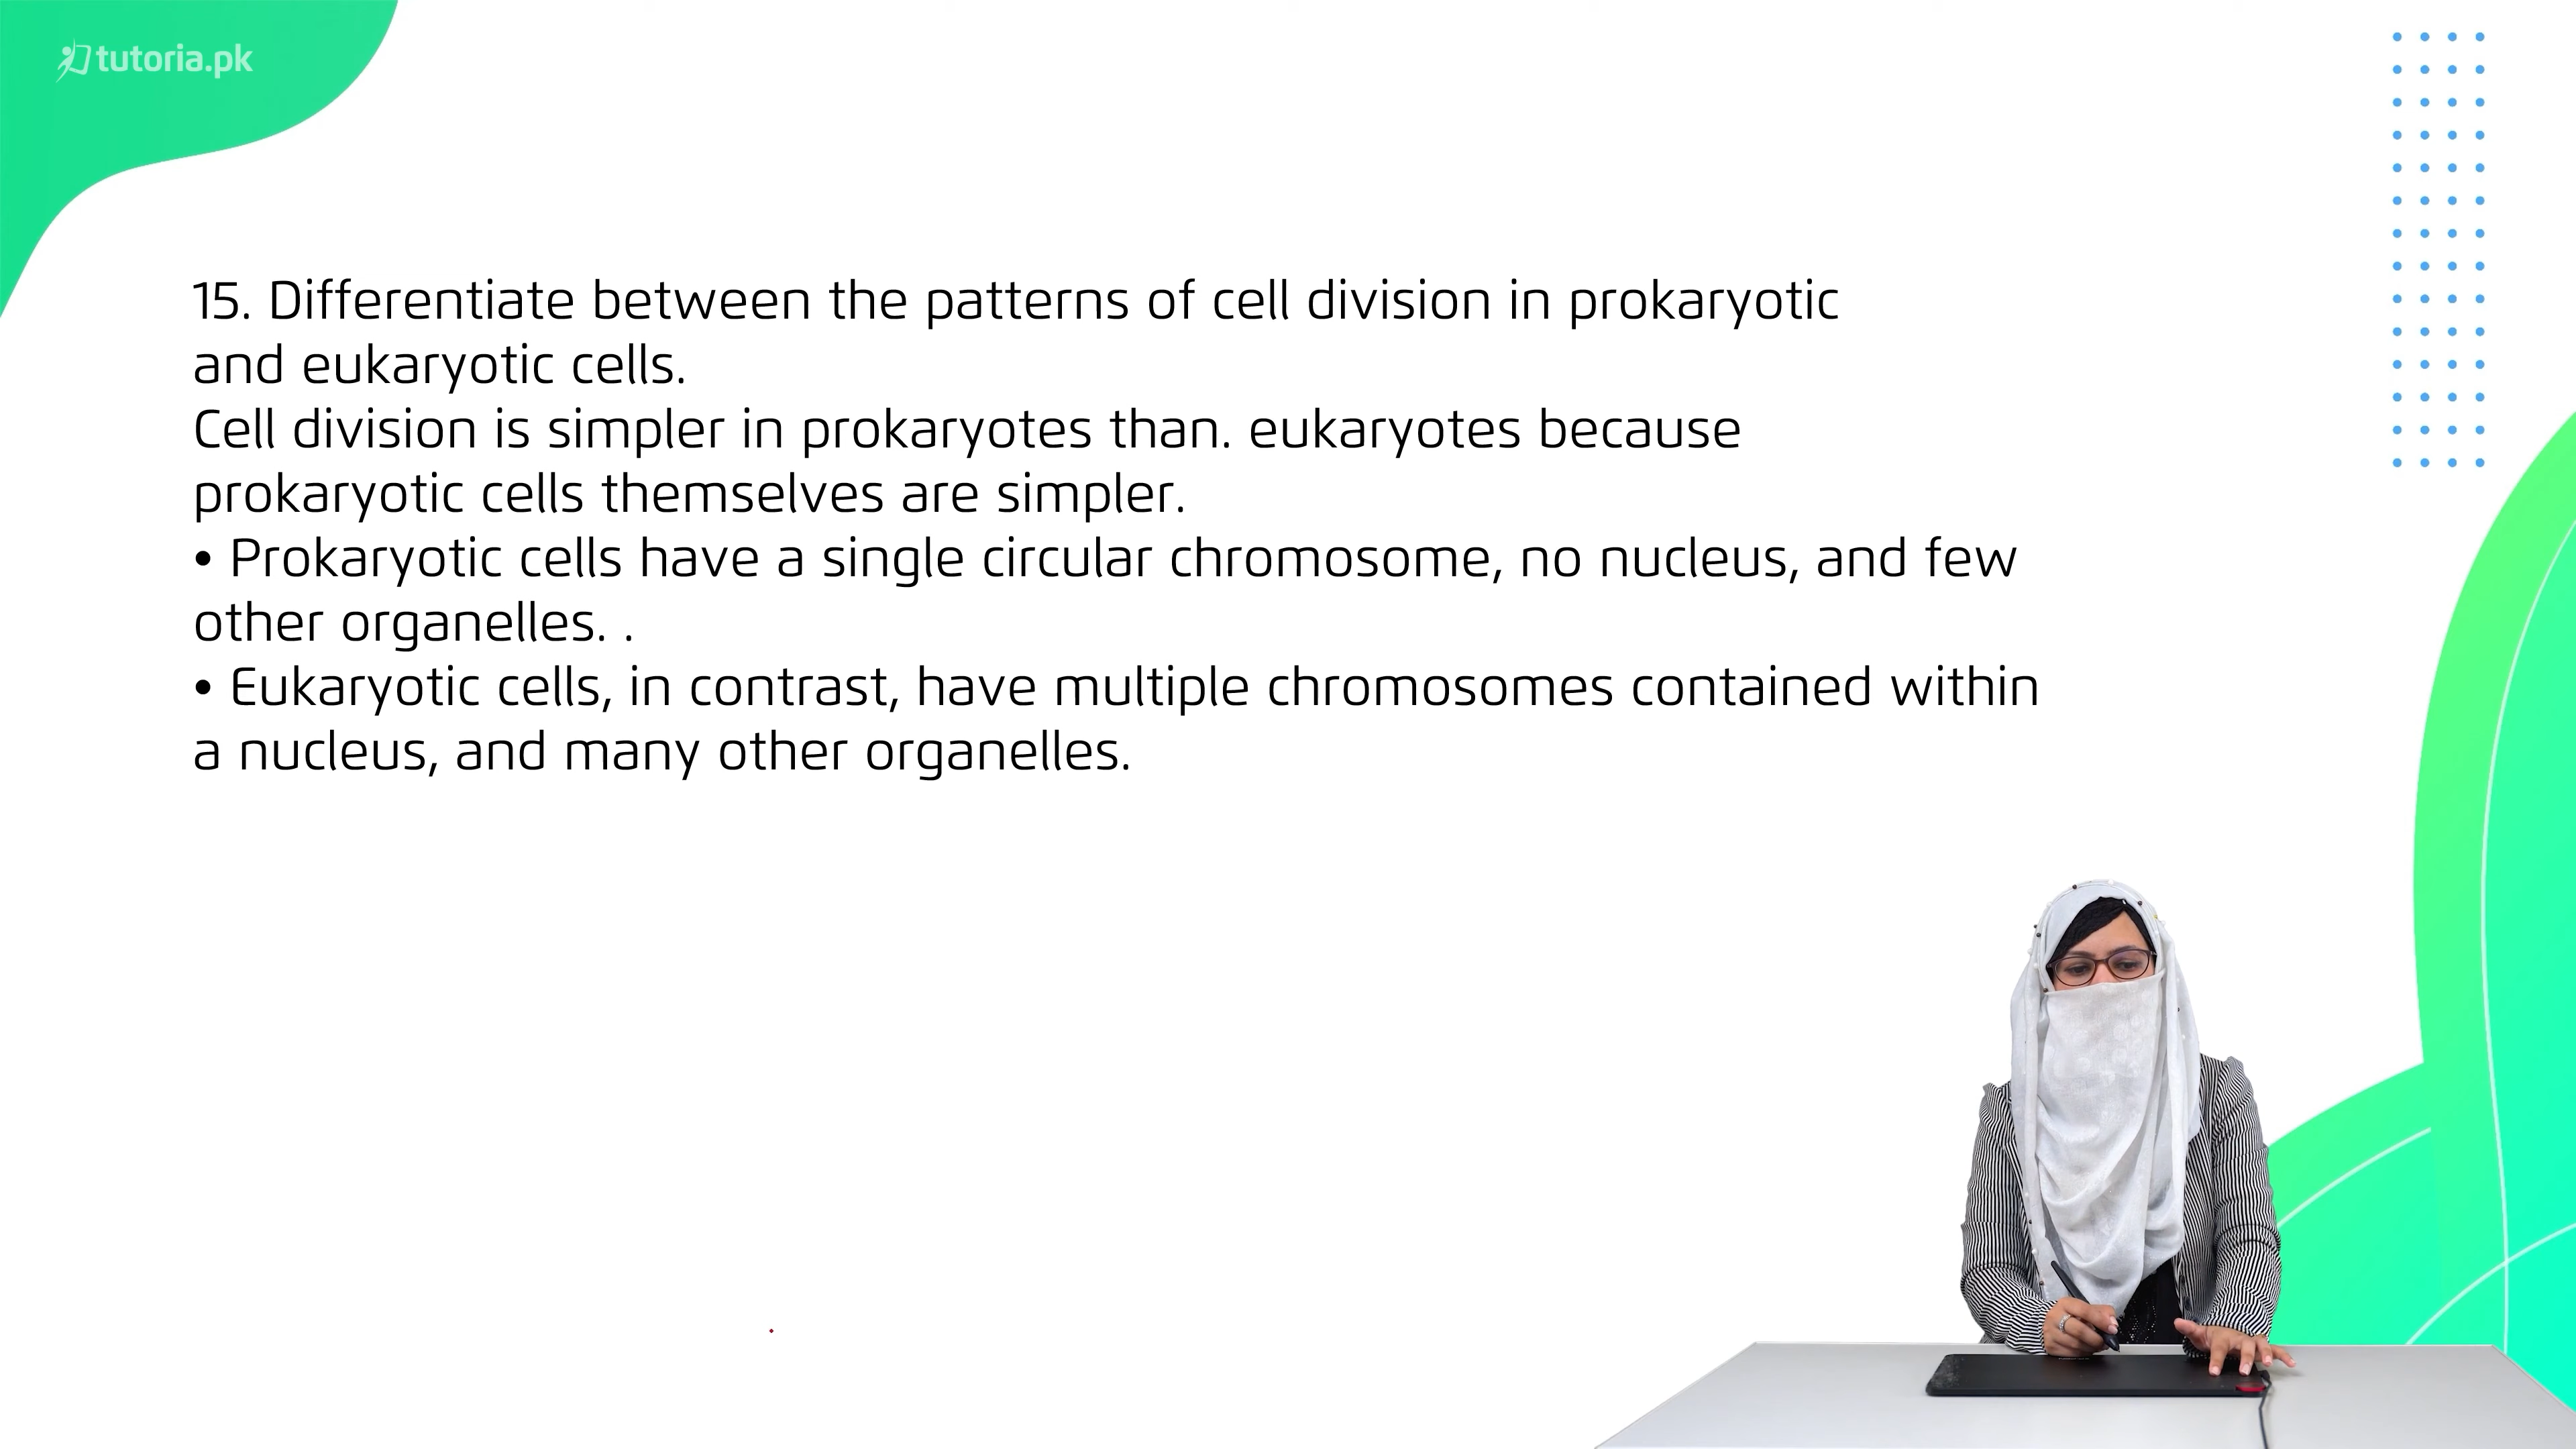 tutoria.pk
15. Differentiate between the patterns of cell division in prokaryotic
and eukaryotic cells.
Cell division is simpler in prokaryotes than. eukaryotes because
prokaryotic cells themselves are simpler.
• Prokaryotic cells have a single circular chromosome, no nucleus, and few
other organelles. .
• Eukaryotic cells, in contrast, have multiple chromosomes contained within
a nucleus, and many other organelles.